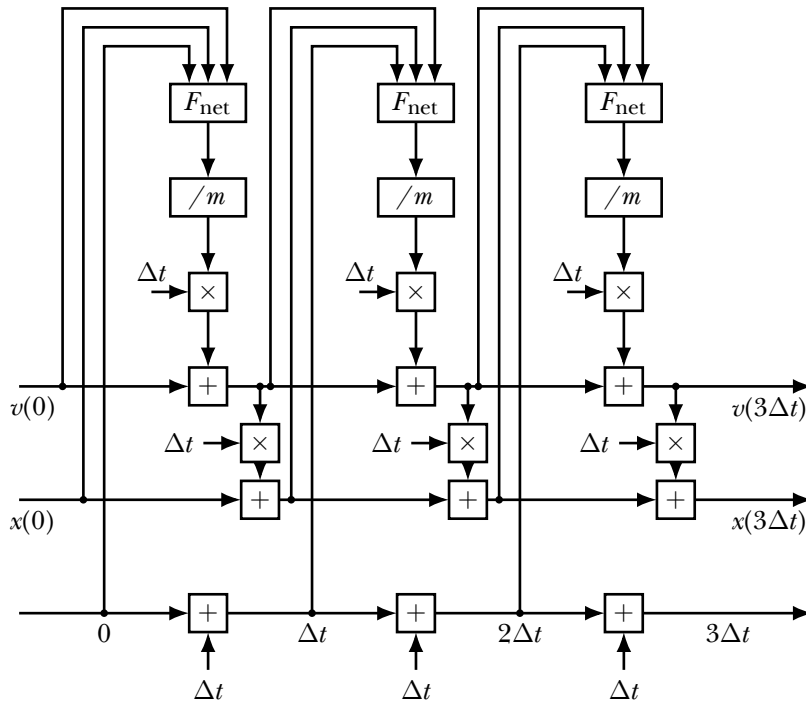 F_net F_net F_net
/m /m /m
Δt × Δt × Δt ×
+ + +
v(0) v(3Δt)
Δt × Δt × Δt ×
+ + +
x(0) x(3Δt)
+ + +
0 Δt 2Δt 3Δt
Δt Δt Δt